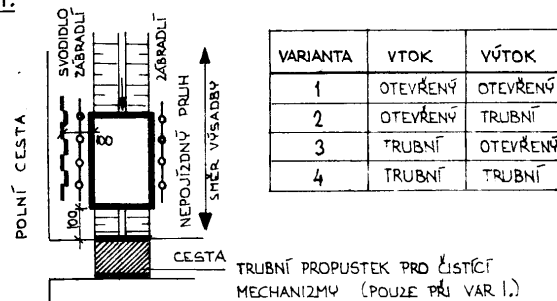 1.
POLNÍ CESTA
SVODIDLO
ZÁBRADLÍ
ZÁBRADLÍ
NEPOJÍZDNÝ PRUH
SMĚR VÝSADBY
100
CESTA
TRUBNÍ PROPUSTEK PRO ČISTÍCÍ
MECHANIZMY (POUZE PŘI VAR 1.)
VARIANTA VTOK VÝTOK
1 OTEVŘENÝ OTEVŘENÝ
2 OTEVŘENÝ TRUBNÍ
3 TRUBNÍ OTEVŘENÝ
4 TRUBNÍ TRUBNÍ